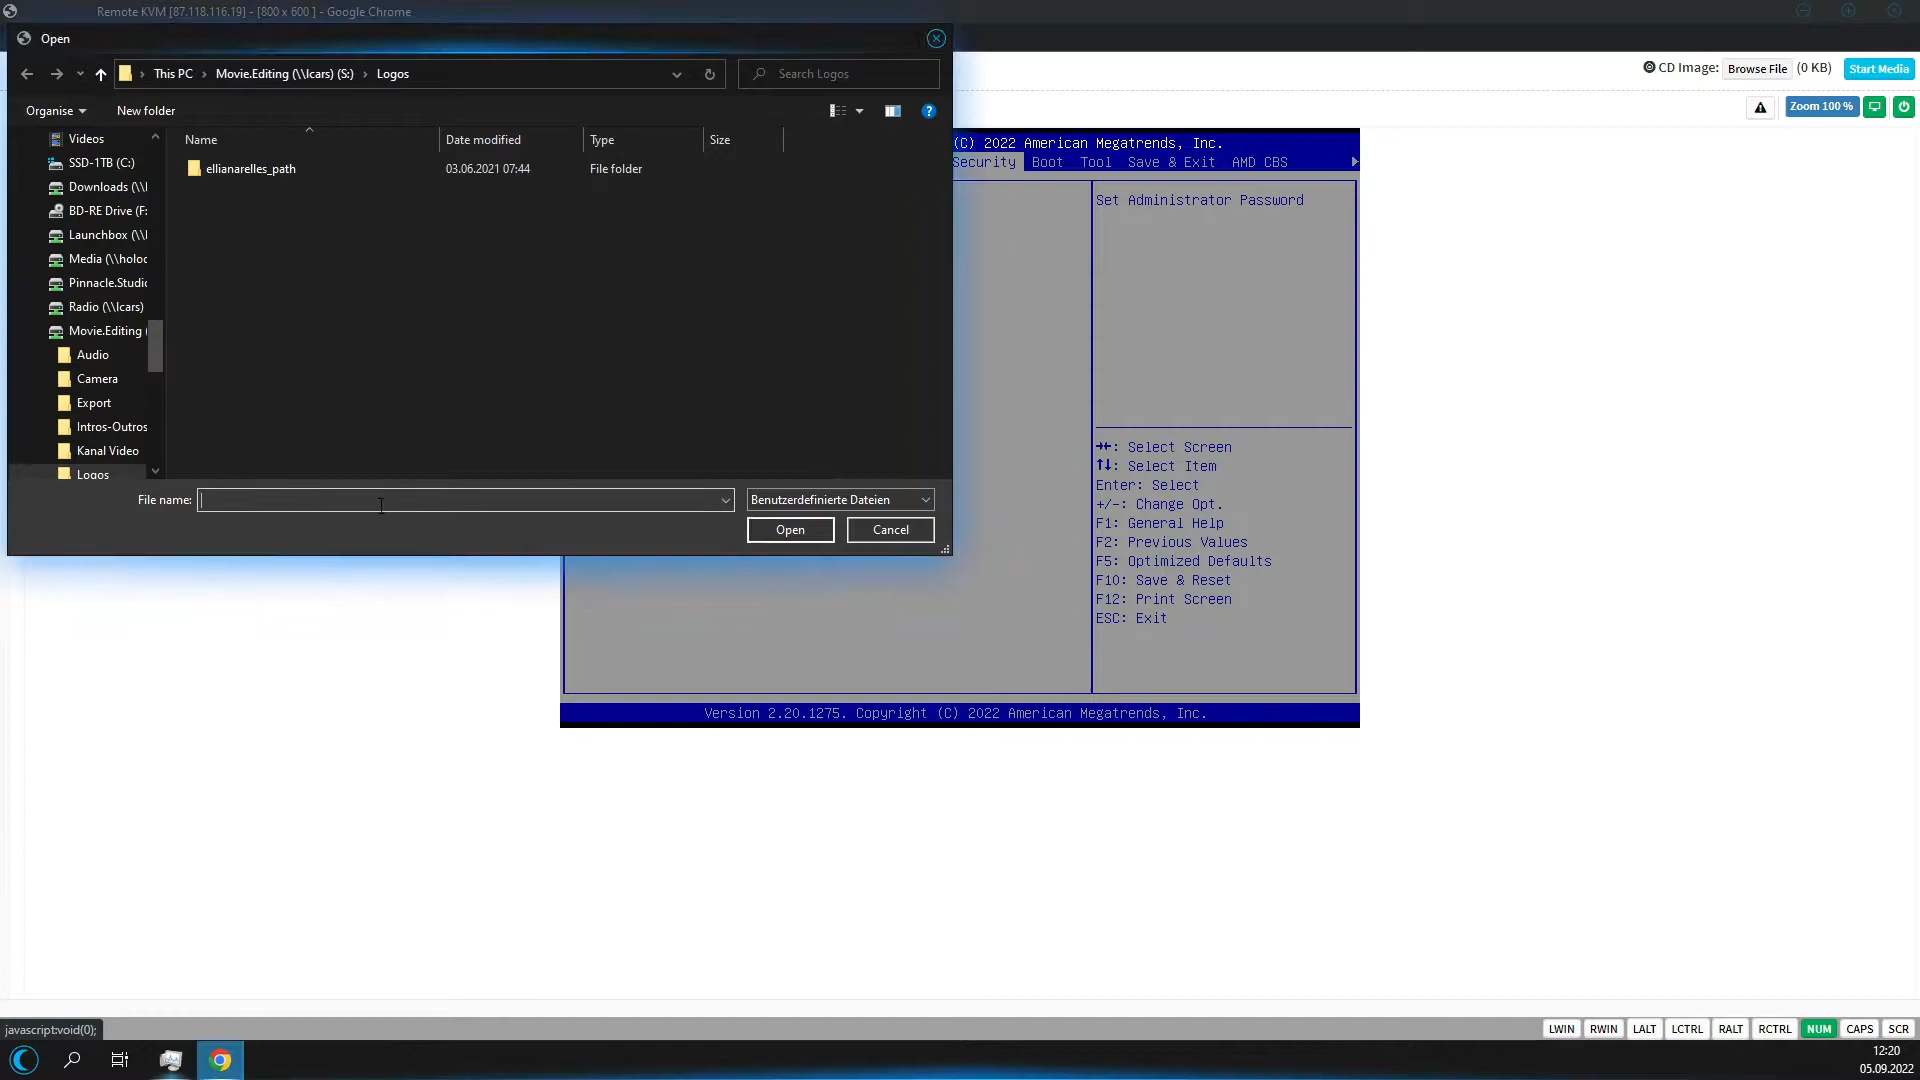 Remote KVM [87.118.116.19] - [800 x 600 ] - Google Chrome
Open
This PC › Movie.Editing (\\lcars) (S:) › Logos
Search Logos
Organise
New folder
CD Image: Browse File (0 KB) Start Media
Zoom 100 %
Name
Date modified
Type
Size
ellianarelles_path
03.06.2021 07:44
File folder
Videos
SSD-1TB (C:)
Downloads (\\l
BD-RE Drive (F:
Launchbox (\\l
Media (\\holoc
Pinnacle.Studio
Radio (\\lcars)
Movie.Editing (
Audio
Camera
Export
Intros-Outros
Kanal Video
Logos
File name:
Benutzerdefinierte Dateien
Open
Cancel
(C) 2022 American Megatrends, Inc.
Security Boot Tool Save & Exit AMD CBS
Set Administrator Password
→←: Select Screen
↑↓: Select Item
Enter: Select
+/-: Change Opt.
F1: General Help
F2: Previous Values
F5: Optimized Defaults
F10: Save & Reset
F12: Print Screen
ESC: Exit
Version 2.20.1275. Copyright (C) 2022 American Megatrends, Inc.
javascript:void(0);
LWIN RWIN LALT LCTRL RALT RCTRL NUM CAPS SCR
12:20
05.09.2022